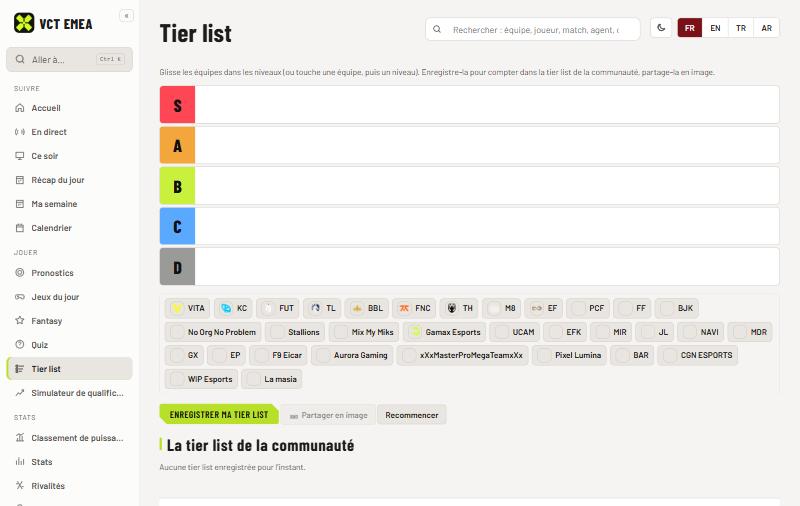 VCT EMEA
«
Aller à...
Ctrl K
SUIVRE
Accueil
En direct
Ce soir
Récap du jour
Ma semaine
Calendrier
JOUER
Pronostics
Jeux du jour
Fantasy
Quiz
Tier list
Simulateur de qualific...
STATS
Classement de puissa...
Stats
Rivalités
Tier list
Rechercher : équipe, joueur, match, agent, c
FR EN TR AR
Glisse les équipes dans les niveaux (ou touche une équipe, puis un niveau). Enregistre-la pour compter dans la tier list de la communauté, partage-la en image.
S
A
B
C
D
VITA KC FUT TL BBL FNC TH M8 EF PCF FF BJK
No Org No Problem Stallions Mix My Miks Gamax Esports UCAM EFK MIR JL NAVI MDR
GX EP F9 Eicar Aurora Gaming xXxMasterProMegaTeamxXx Pixel Lumina BAR CGN ESPORTS
WIP Esports La masia
ENREGISTRER MA TIER LIST Partager en image Recommencer
La tier list de la communauté
Aucune tier list enregistrée pour l'instant.